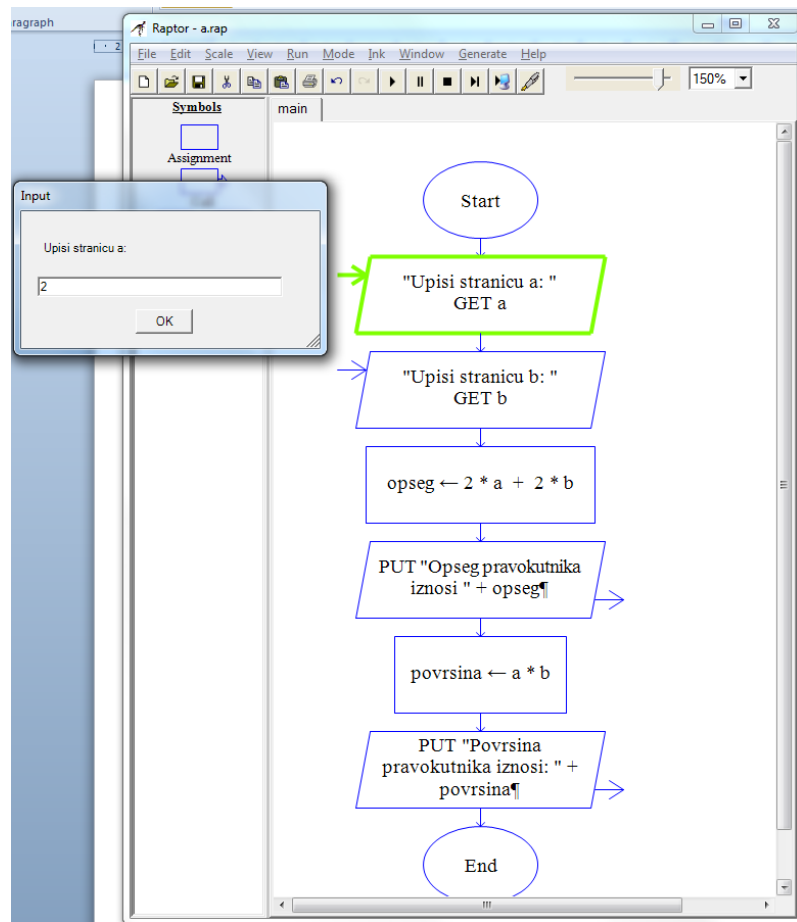 aragraph
2
Raptor - a.rap
File Edit Scale View Run Mode Ink Window Generate Help
150%
Symbols
Assignment
main
Input
Upisi stranicu a:
2
OK
Start
"Upisi stranicu a: "
GET a
"Upisi stranicu b: "
GET b
opseg ← 2 * a + 2 * b
PUT "Opseg pravokutnika
iznosi " + opseg¶
povrsina ← a * b
PUT "Povrsina
pravokutnika iznosi: " +
povrsina¶
End